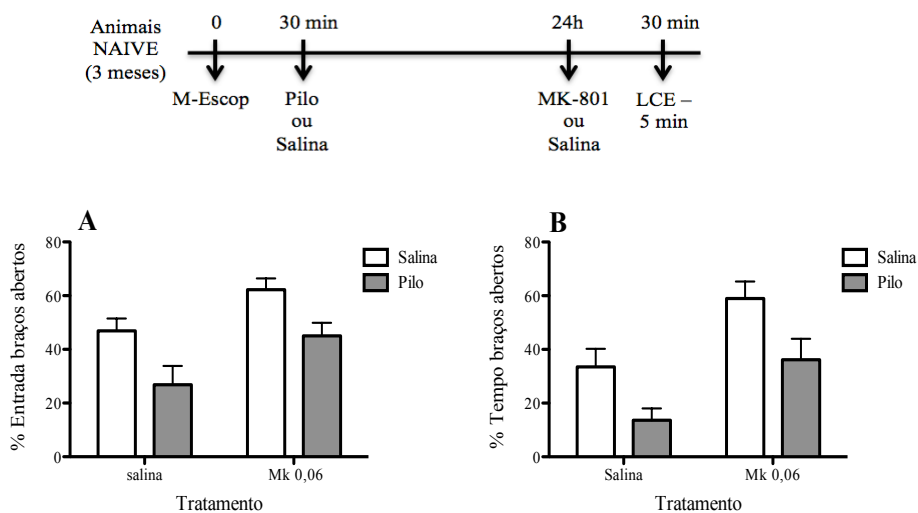 Animais
NAIVE
(3 meses)
0
30 min
24h
30 min
M-Escop
Pilo
ou
Salina
MK-801
ou
Salina
LCE –
5 min
A
% Entrada braços abertos
80
60
40
20
0
salina
Mk 0,06
Tratamento
Salina
Pilo
B
% Tempo braços abertos
80
60
40
20
0
Salina
Mk 0,06
Tratamento
Salina
Pilo